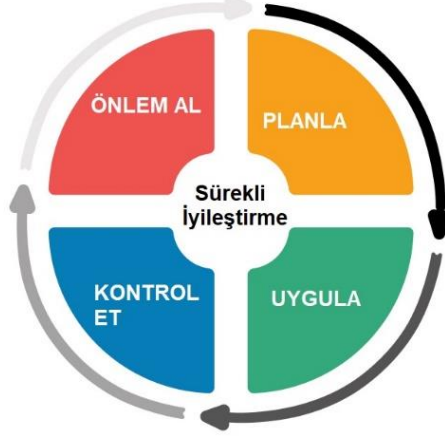 ÖNLEM AL
PLANLA
Sürekli
İyileştirme
KONTROL
ET
UYGULA